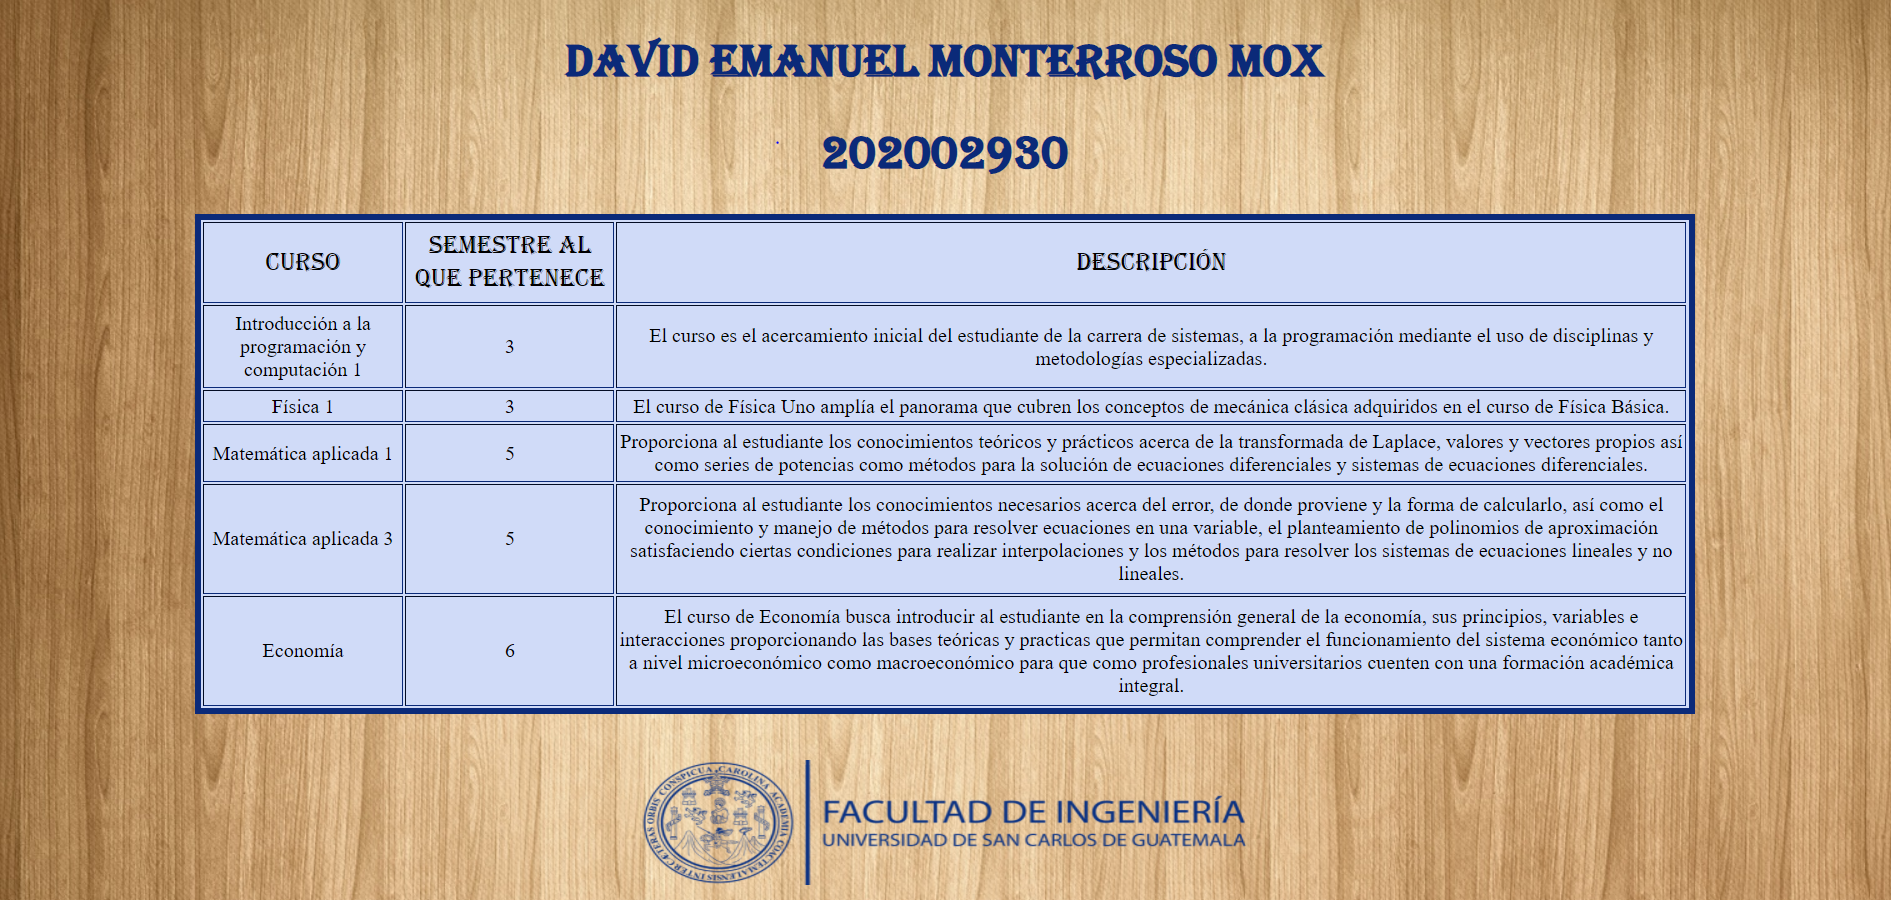 DAVID EMANUEL MONTERROSO MOX
202002930
CURSO
SEMESTRE AL
QUE PERTENECE
DESCRIPCIÓN
Introducción a la
programación y
computación 1
3
El curso es el acercamiento inicial del estudiante de la carrera de sistemas, a la programación mediante el uso de disciplinas y
metodologías especializadas.
Física 1
3
El curso de Física Uno amplía el panorama que cubren los conceptos de mecánica clásica adquiridos en el curso de Física Básica.
Matemática aplicada 1
5
Proporciona al estudiante los conocimientos teóricos y prácticos acerca de la transformada de Laplace, valores y vectores propios así
como series de potencias como métodos para la solución de ecuaciones diferenciales y sistemas de ecuaciones diferenciales.
Matemática aplicada 3
5
Proporciona al estudiante los conocimientos necesarios acerca del error, de donde proviene y la forma de calcularlo, así como el
conocimiento y manejo de métodos para resolver ecuaciones en una variable, el planteamiento de polinomios de aproximación
satisfaciendo ciertas condiciones para realizar interpolaciones y los métodos para resolver los sistemas de ecuaciones lineales y no
lineales.
Economía
6
El curso de Economía busca introducir al estudiante en la comprensión general de la economía, sus principios, variables e
interacciones proporcionando las bases teóricas y practicas que permitan comprender el funcionamiento del sistema económico tanto
a nivel microeconómico como macroeconómico para que como profesionales universitarios cuenten con una formación académica
integral.
CETERAS ORBIS CONSPICUA CAROLINA ACADEMIA COACTEMALENSIS INTER
FACULTAD DE INGENIERÍA
UNIVERSIDAD DE SAN CARLOS DE GUATEMALA